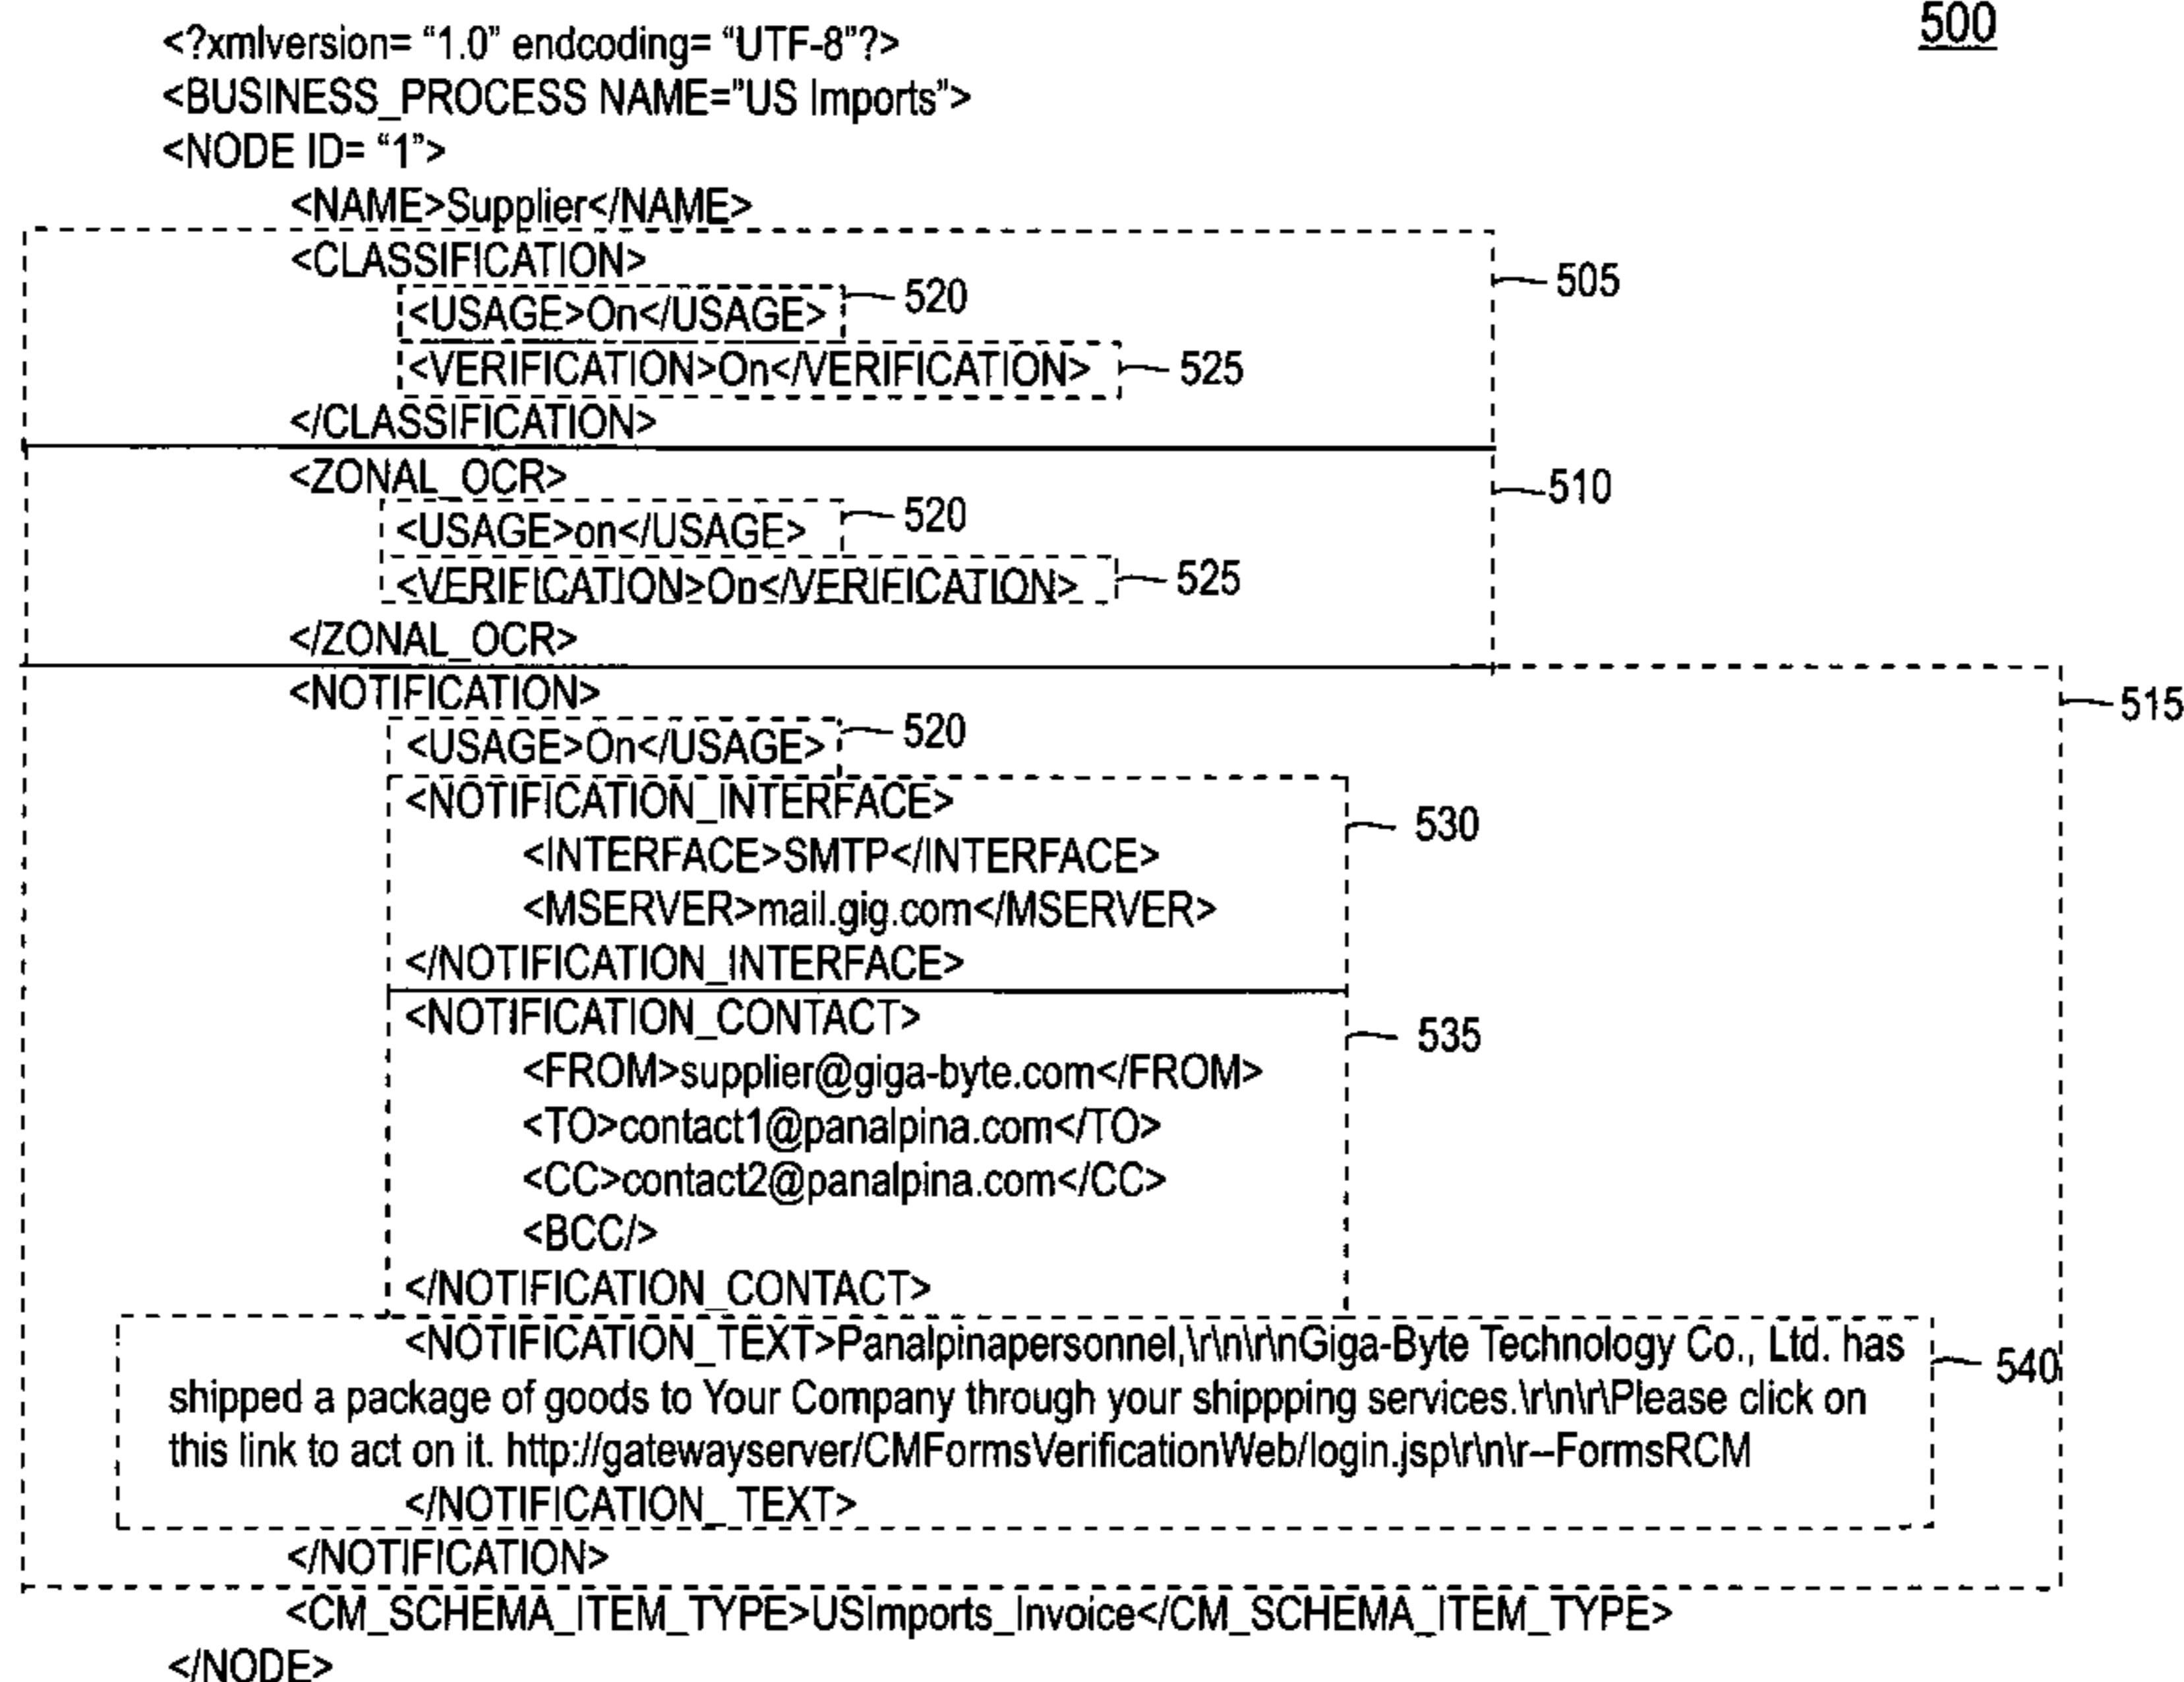 500
<?xmlversion= “1.0” endcoding= “UTF-8”?>
<BUSINESS_PROCESS NAME=”US Imports”>
<NODE ID= “1”>
<NAME>Supplier</NAME>
<CLASSIFICATION>
505
<USAGE>On</USAGE>
520
<VERIFICATION>On</VERIFICATION>
525
</CLASSIFICATION>
<ZONAL_OCR>
510
<USAGE>on</USAGE>
520
<VERIFICATION>On</VERIFICATION>
525
</ZONAL_OCR>
<NOTIFICATION>
515
<USAGE>On</USAGE>
520
<NOTIFICATION_INTERFACE>
530
<INTERFACE>SMTP</INTERFACE>
<MSERVER>mail.gig.com</MSERVER>
</NOTIFICATION_INTERFACE>
<NOTIFICATION_CONTACT>
535
<FROM>supplier@giga-byte.com</FROM>
<TO>contact1@panalpina.com</TO>
<CC>contact2@panalpina.com</CC>
<BCC/>
</NOTIFICATION_CONTACT>
<NOTIFICATION_TEXT>Panalpinapersonnel,\r\n\r\nGiga-Byte Technology Co., Ltd. has
540
shipped a package of goods to Your Company through your shippping services.\r\n\r\Please click on
this link to act on it. http://gatewayserver/CMFormsVerificationWeb/login.jsp\r\n\r--FormsRCM
</NOTIFICATION_ TEXT>
</NOTIFICATION>
<CM_SCHEMA_ITEM_TYPE>USImports_Invoice</CM_SCHEMA_ITEM_TYPE>
</NODE>